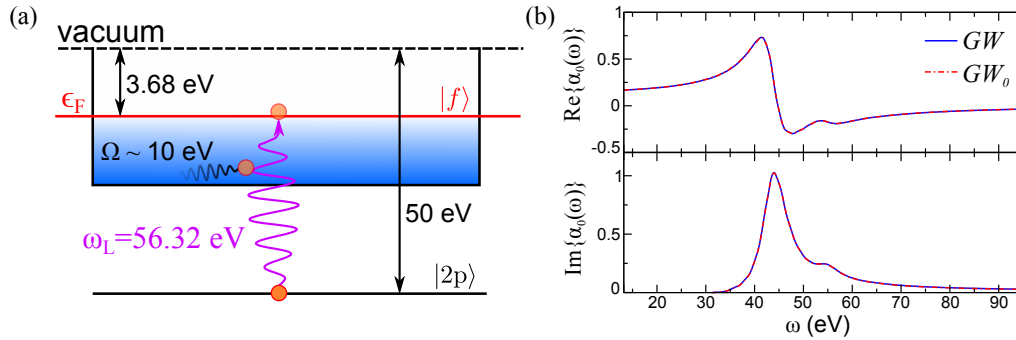 (a)
vacuum
3.68 eV
ϵF
|f⟩
Ω ~ 10 eV
50 eV
ωL=56.32 eV
|2p⟩
(b)
Re{α0(ω)}
0.5
0
-0.5
GW
GW0
Im{α0(ω)}
1
0.5
0
20 30 40 50 60 70 80 90
ω (eV)